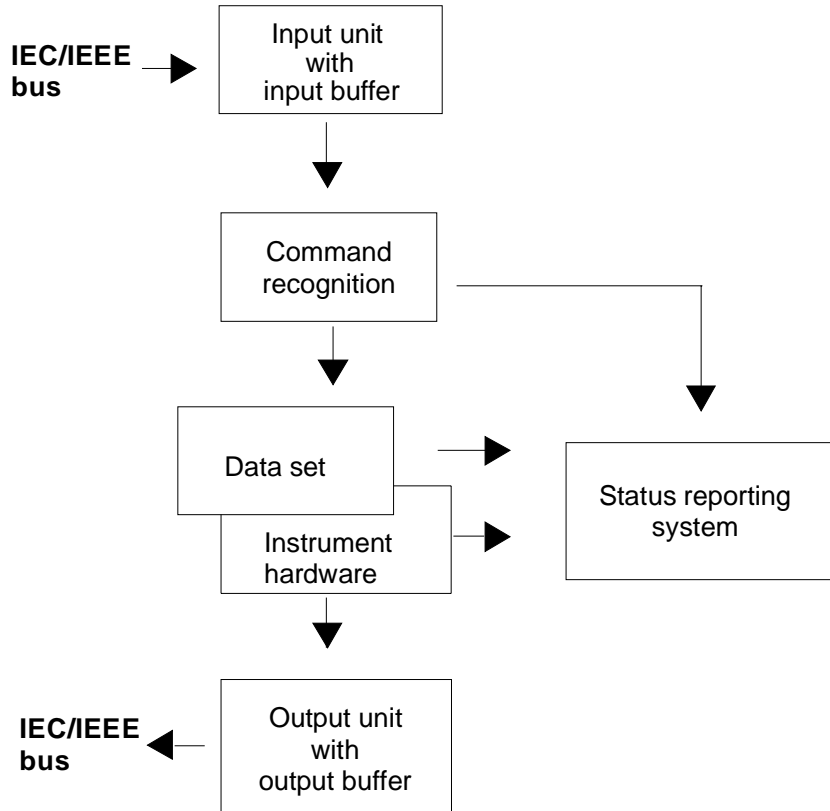 IEC/IEEE
bus
Input unit
with
input buffer
Command
recognition
Data set
Instrument
hardware
Status reporting
system
IEC/IEEE
bus
Output unit
with
output buffer